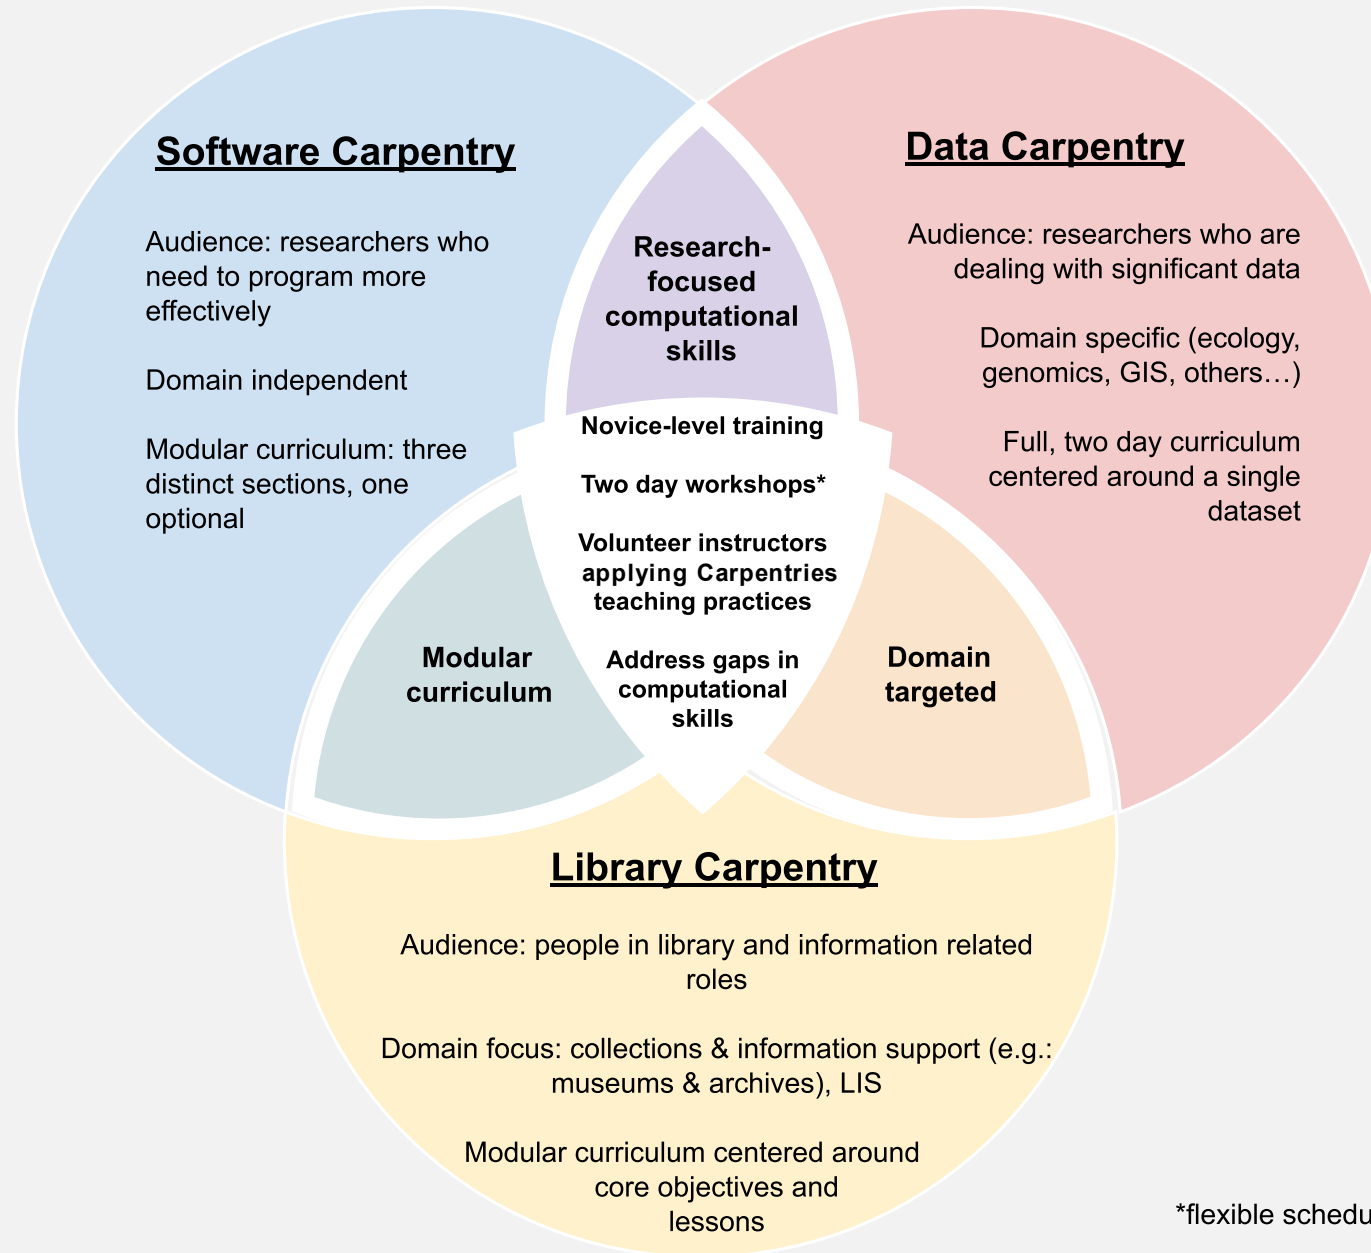 Software Carpentry
Audience: researchers who
need to program more
effectively
Domain independent
Modular curriculum: three
distinct sections, one
optional
Data Carpentry
Audience: researchers who are
dealing with significant data
Domain specific (ecology,
genomics, GIS, others…)
Full, two day curriculum
centered around a single
dataset
Research-
focused
computational
skills
Novice-level training
Two day workshops*
Volunteer instructors
applying Carpentries
teaching practices
Address gaps in
computational
skills
Modular
curriculum
Domain
targeted
Library Carpentry
Audience: people in library and information related
roles
Domain focus: collections & information support (e.g.:
museums & archives), LIS
Modular curriculum centered around
core objectives and
lessons
*flexible